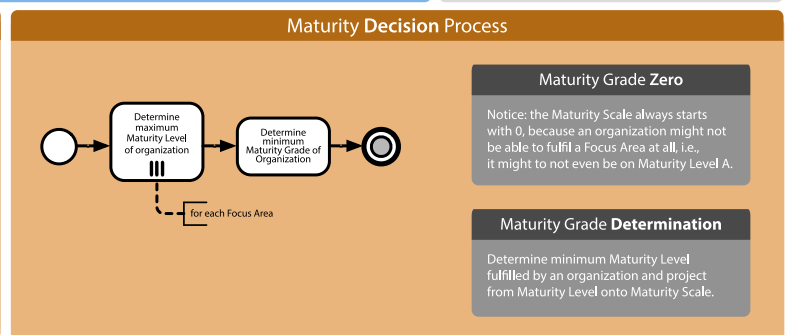 Maturity Decision Process
Determine
maximum
Maturity Level
of organization
Determine
minimum
Maturity Grade of
Organization
for each Focus Area
Maturity Grade Zero
Notice: the Maturity Scale always starts
with 0, because an organization might not
be able to fulfil a Focus Area at all, i.e.,
it might to not even be on Maturity Level A.
Maturity Grade Determination
Determine minimum Maturity Level
fulfilled by an organization and project
from Maturity Level onto Maturity Scale.